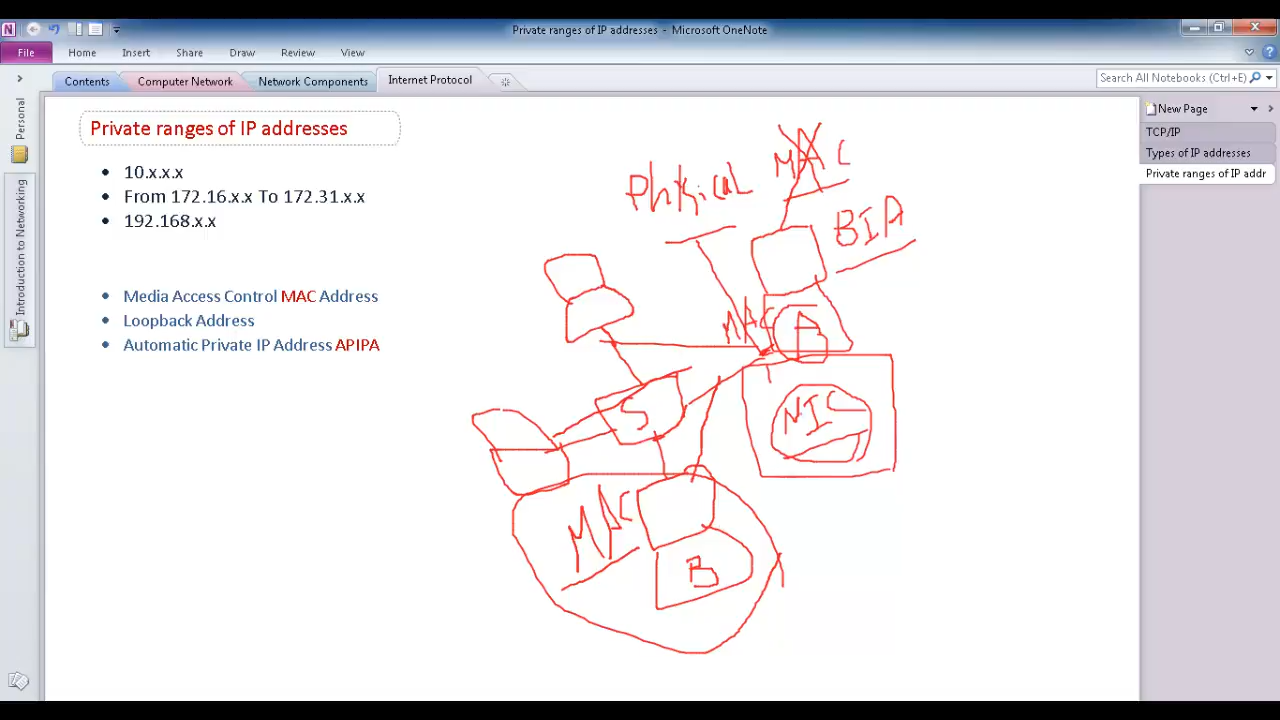 Private ranges of IP addresses - Microsoft OneNote
File Home Insert Share Draw Review View
Contents Computer Network Network Components Internet Protocol
Search All Notebooks (Ctrl+E)
Personal
Introduction to Networking
New Page
TCP/IP
Types of IP addresses
Private ranges of IP addr
Private ranges of IP addresses
10.x.x.x
From 172.16.x.x To 172.31.x.x
192.168.x.x
Media Access Control MAC Address
Loopback Address
Automatic Private IP Address APIPA
MAC
Physical
BIA
MAC
B
S
NIC
MAC
B